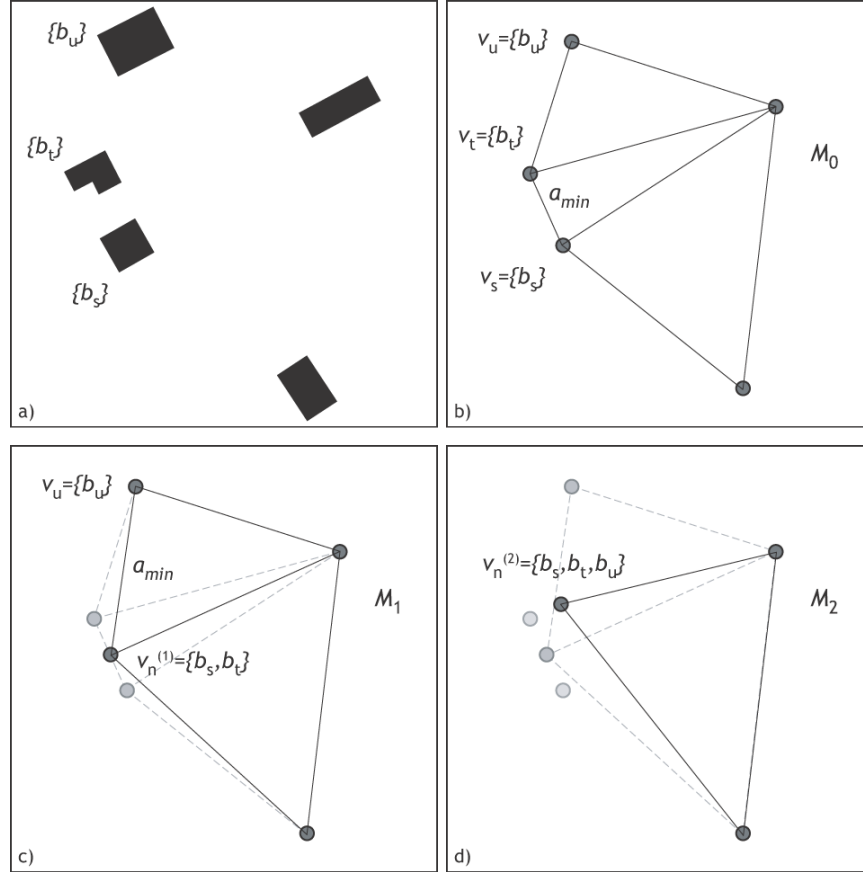 {b_u}
{b_t}
{b_s}
a)
v_u={b_u}
v_t={b_t}
M_0
a_min
v_s={b_s}
b)
v_u={b_u}
a_min
M_1
v_n^(1)={b_s,b_t}
c)
v_n^(2)={b_s,b_t,b_u}
M_2
d)